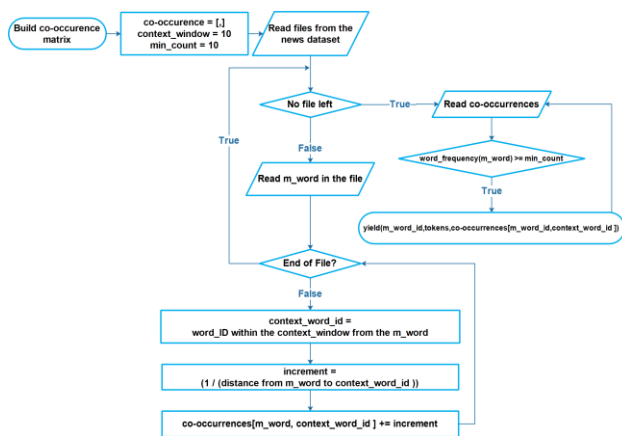 Build co-occurence
matrix
co-occurence = [,]
context_window = 10
min_count = 10
Read files from the
news dataset
No file left
True
Read co-occurrences
True
False
word_frequency(m_word) >= min_count
Read m_word in the file
True
yield(m_word_id,tokens,co-occurrences[m_word_id,context_word_id ])
End of File?
False
context_word_id =
word_ID within the context_window from the m_word
increment =
(1 / (distance from m_word to context_word_id ))
co-occurrences[m_word, context_word_id ] += increment